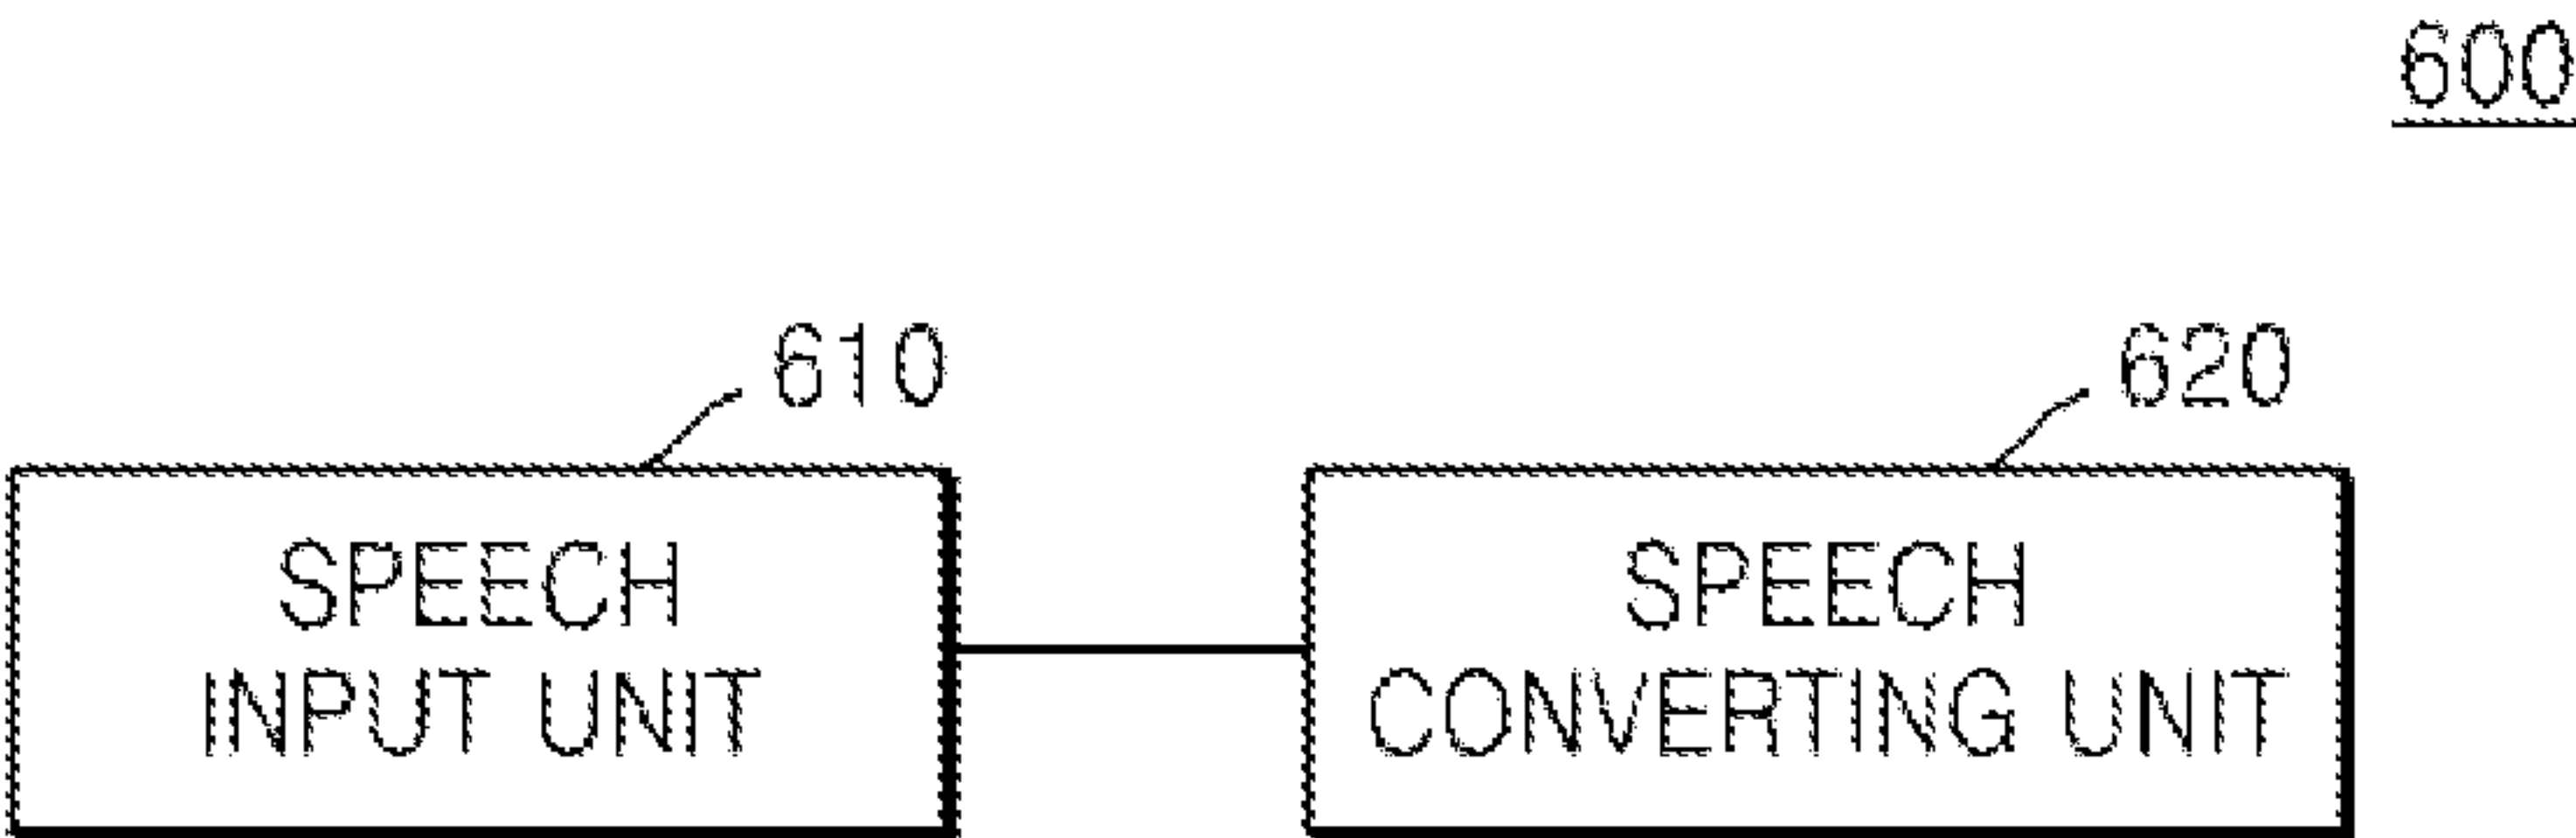 600
610
620
SPEECH
INPUT UNIT
SPEECH
CONVERTING UNIT